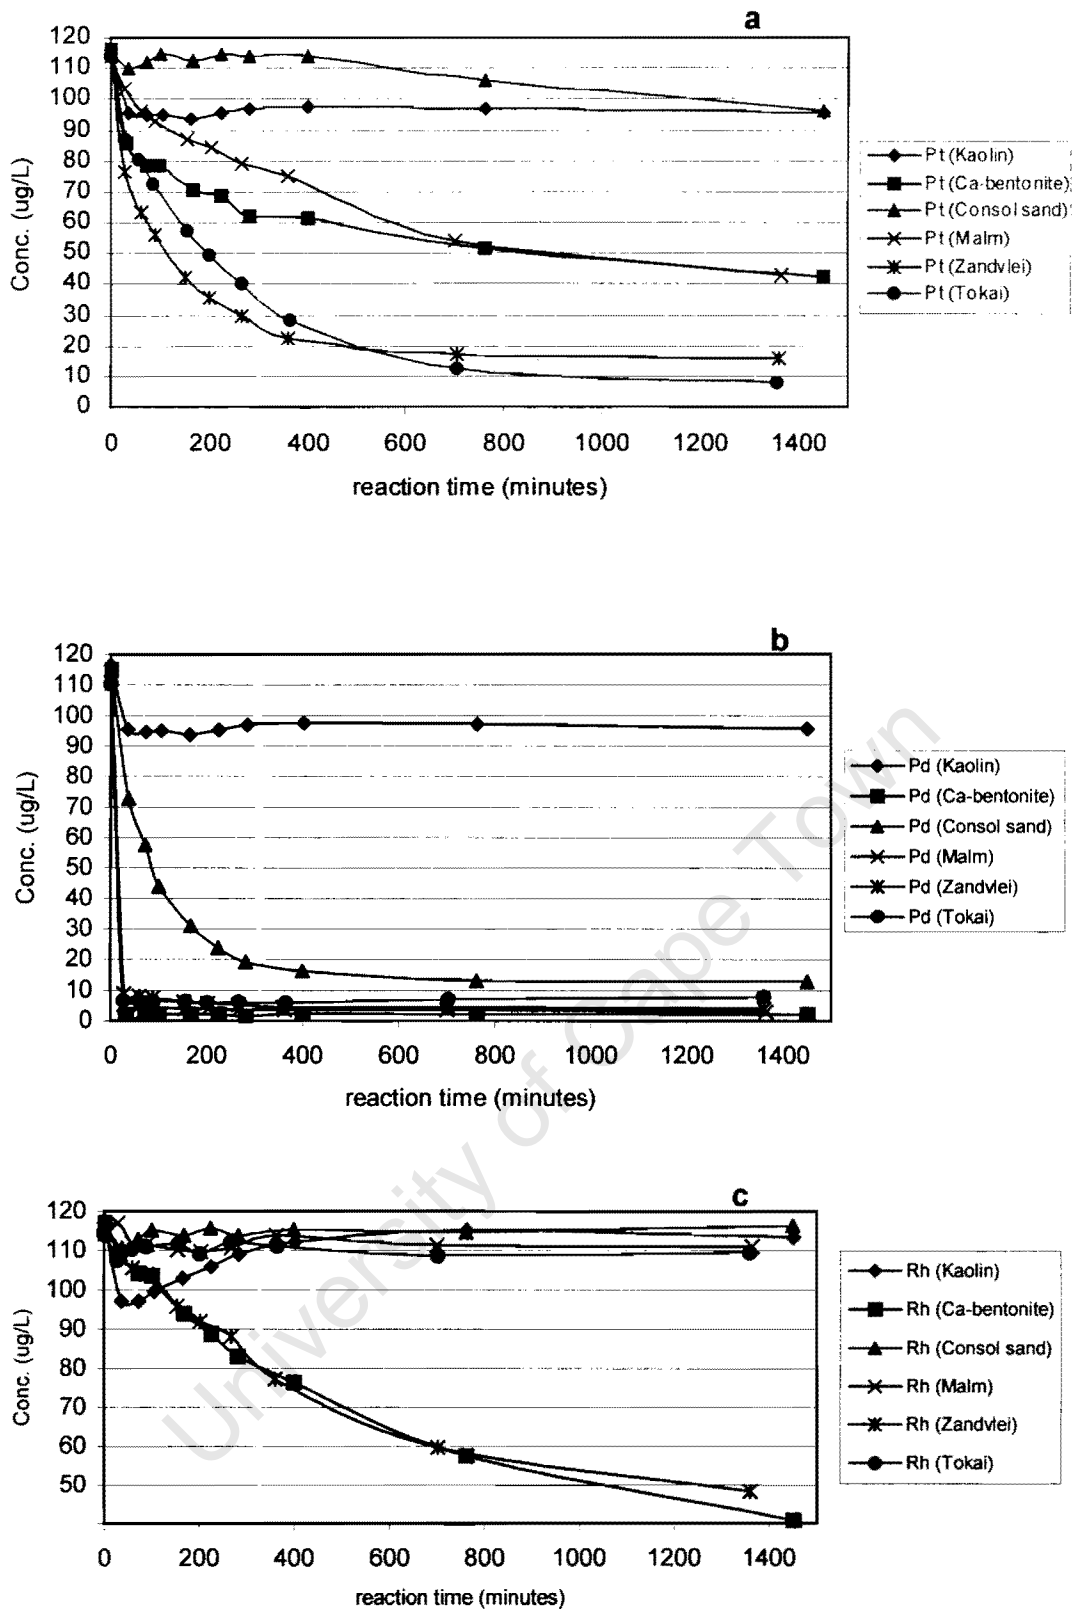 a
120
110
100
90
80
70
60
50
40
30
20
10
0
Conc. (ug/L)
0 200 400 600 800 1000 1200 1400
reaction time (minutes)
Pt (Kaolin)
Pt (Ca-bentonite)
Pt (Consol sand)
Pt (Malm)
Pt (Zandvlei)
Pt (Tokai)
b
120
110
100
90
80
70
60
50
40
30
20
10
0
Conc. (ug/L)
0 200 400 600 800 1000 1200 1400
reaction time (minutes)
Pd (Kaolin)
Pd (Ca-bentonite)
Pd (Consol sand)
Pd (Malm)
Pd (Zandvlei)
Pd (Tokai)
c
120
110
100
90
80
70
60
50
Conc. (ug/L)
0 200 400 600 800 1000 1200 1400
reaction time (minutes)
Rh (Kaolin)
Rh (Ca-bentonite)
Rh (Consol sand)
Rh (Malm)
Rh (Zandvlei)
Rh (Tokai)
University of Cape Town